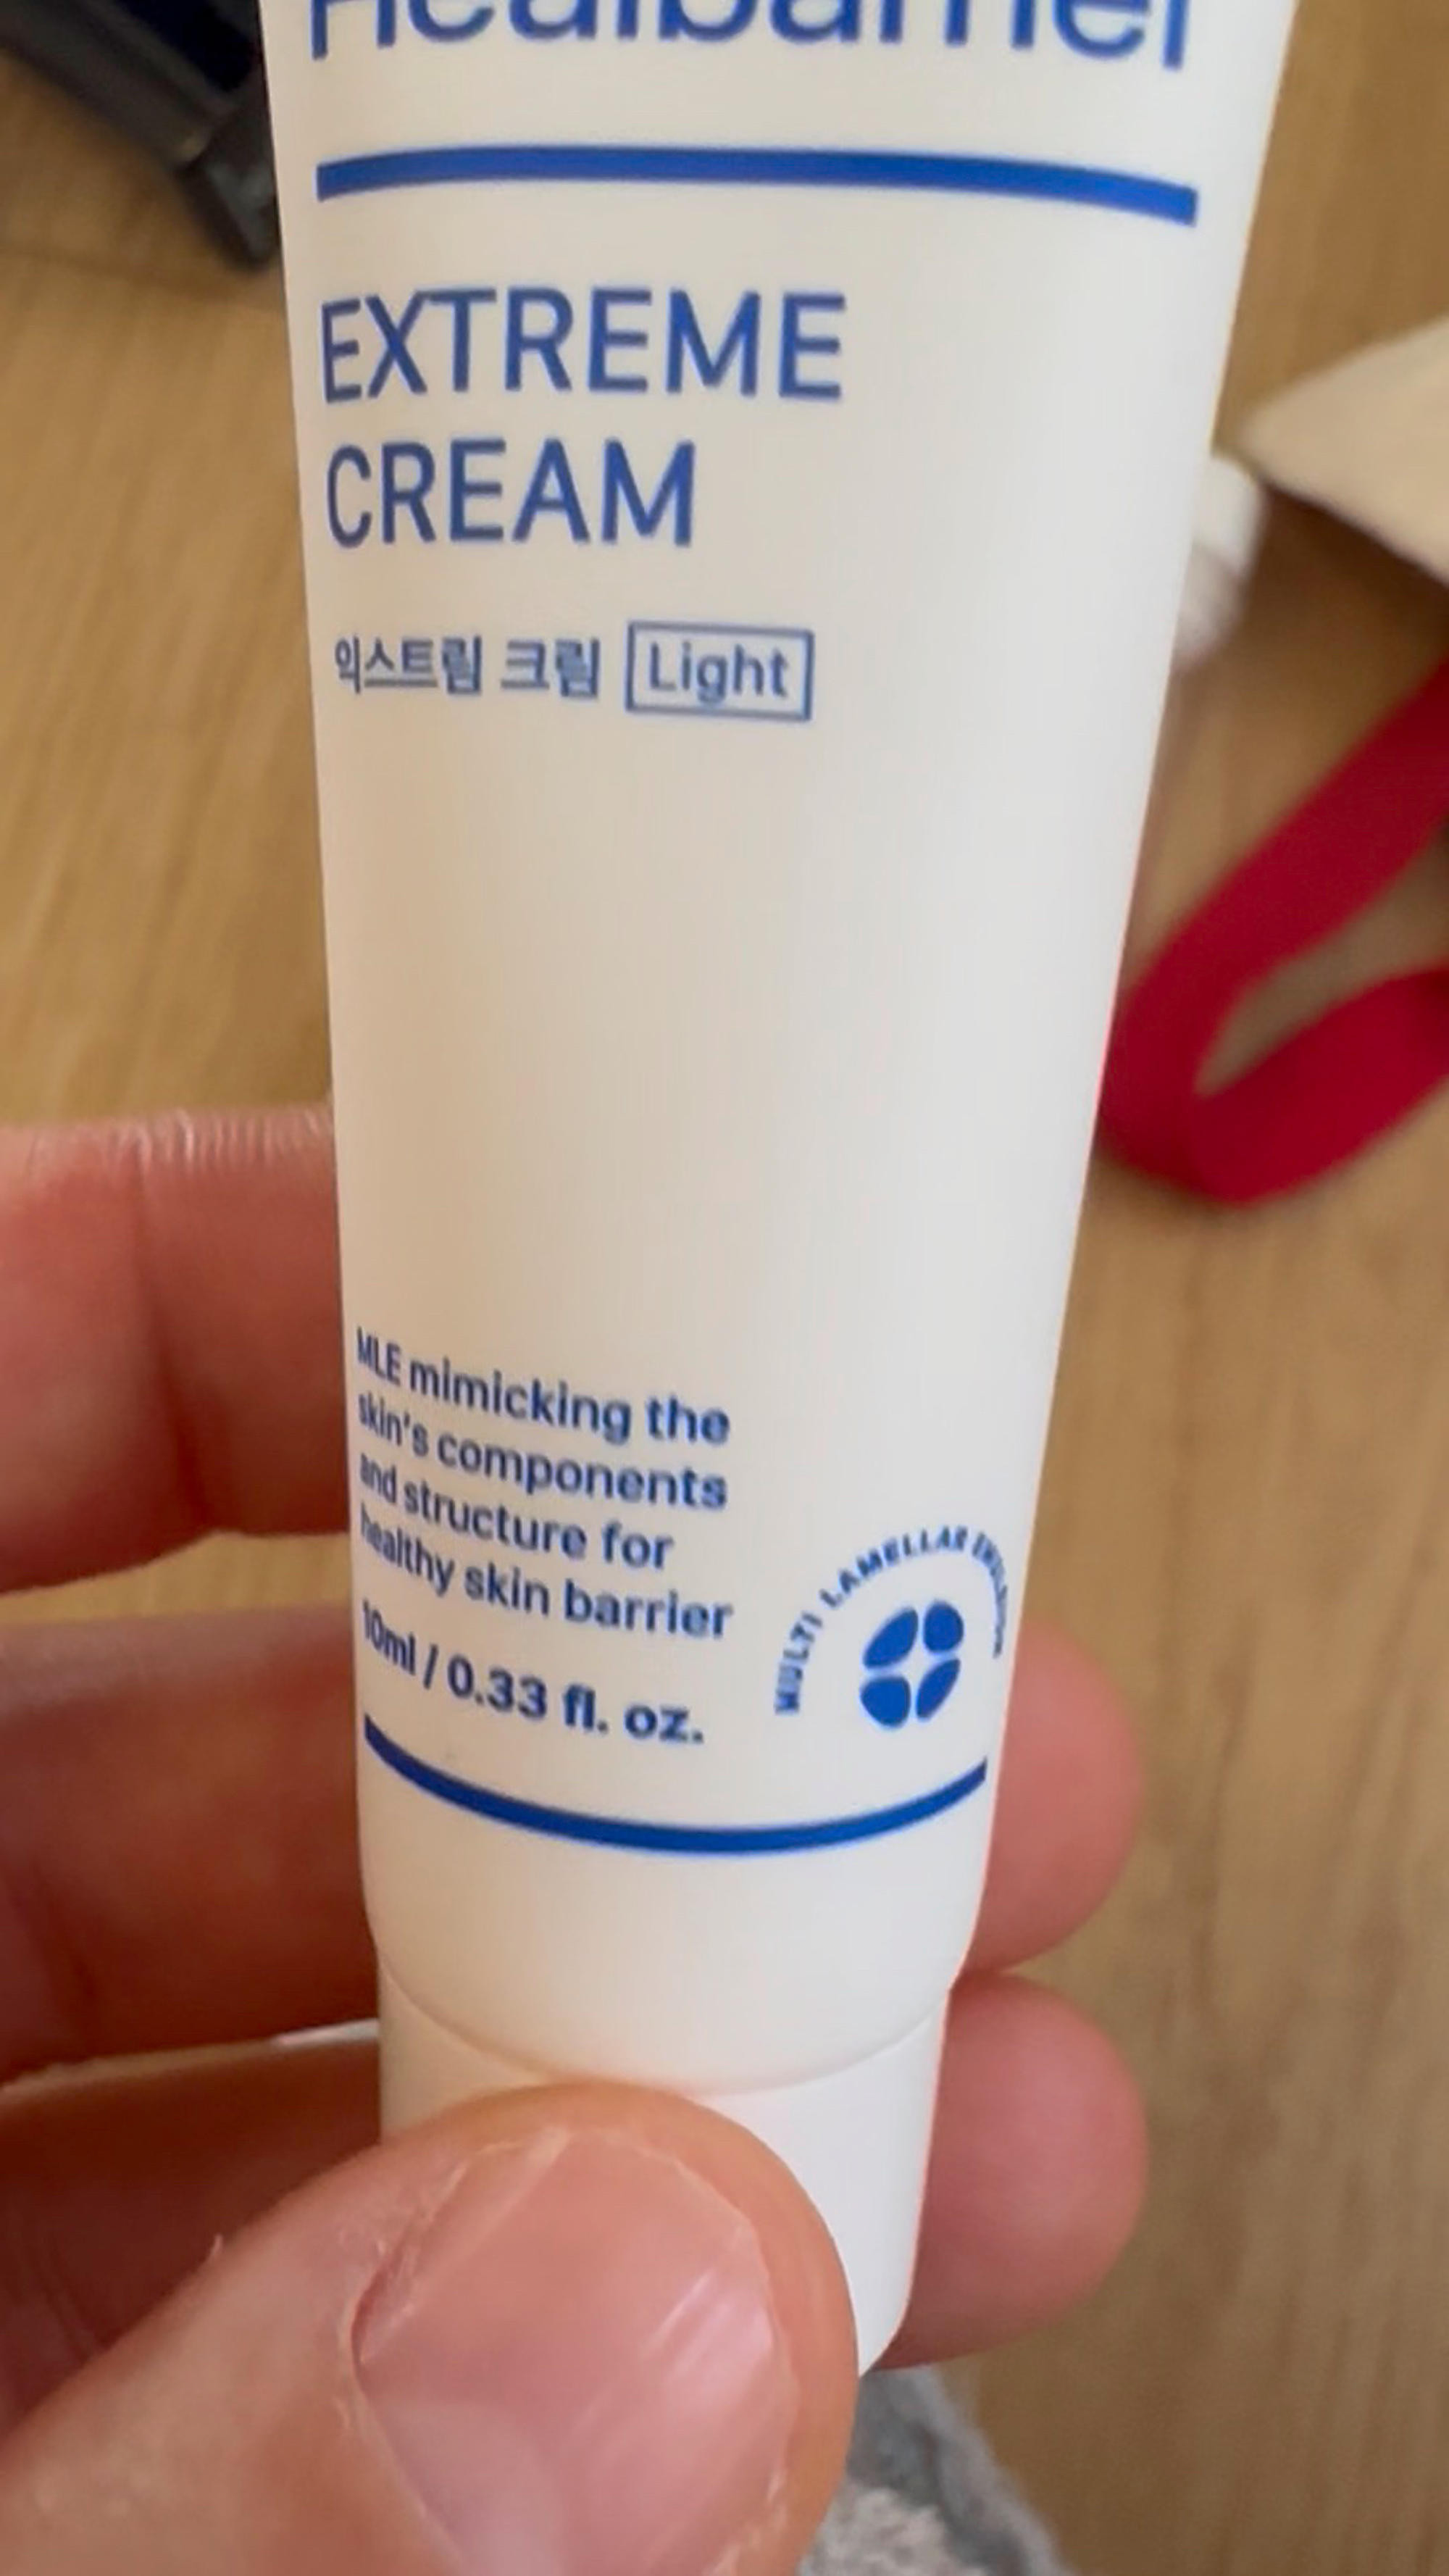 Healbarrier
EXTREME
CREAM
익스트림 크림 Light
MLE mimicking the
skin's components
and structure for
healthy skin barrier
10ml / 0.33 fl. oz.
MULTI LAMELLAR EMULSION